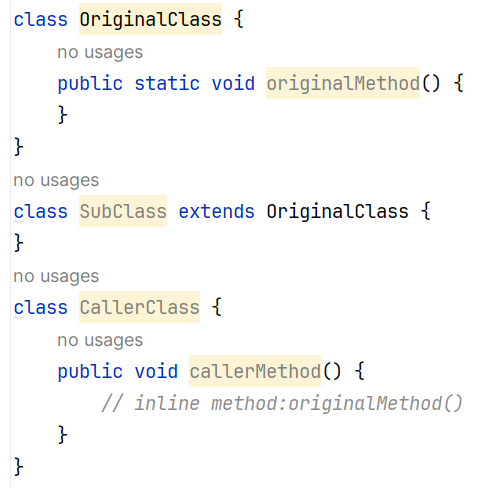 class OriginalClass {
no usages
public static void originalMethod() {
}
}
no usages
class SubClass extends OriginalClass {
}
no usages
class CallerClass {
no usages
public void callerMethod() {
// inline method:originalMethod()
}
}